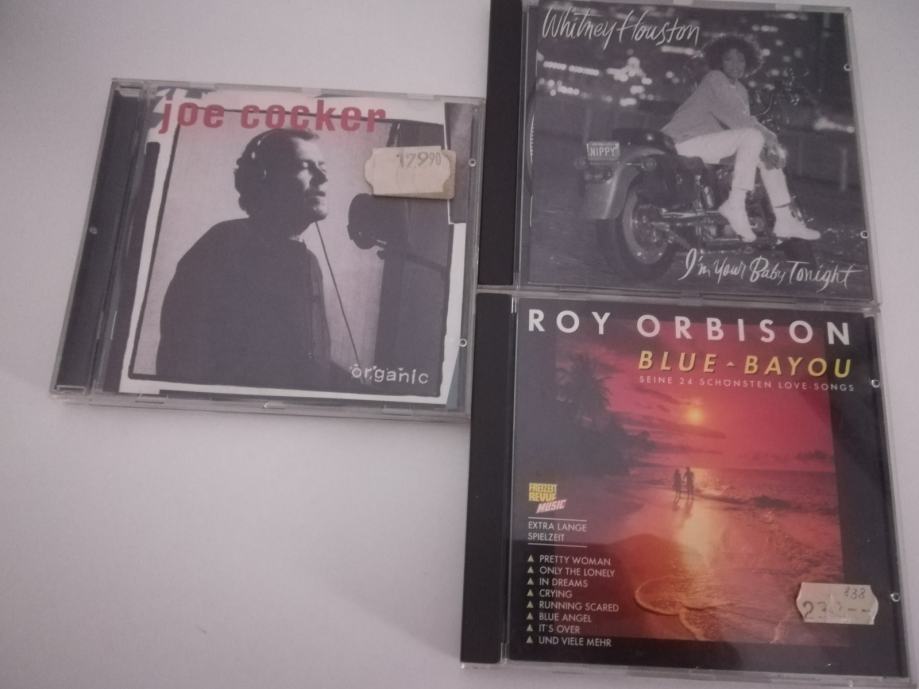 joe cocker
179⁹⁰
organic
Whitney Houston
NIPPY
I'm Your Baby Tonight
ROY ORBISON
BLUE-BAYOU
SEINE 24 SCHÖNSTEN LOVE-SONGS
FREIZEIT
REVUE
MUSIC
EXTRA LANGE
SPIELZEIT
PRETTY WOMAN
ONLY THE LONELY
IN DREAMS
CRYING
RUNNING SCARED
BLUE ANGEL
IT'S OVER
UND VIELE MEHR
838